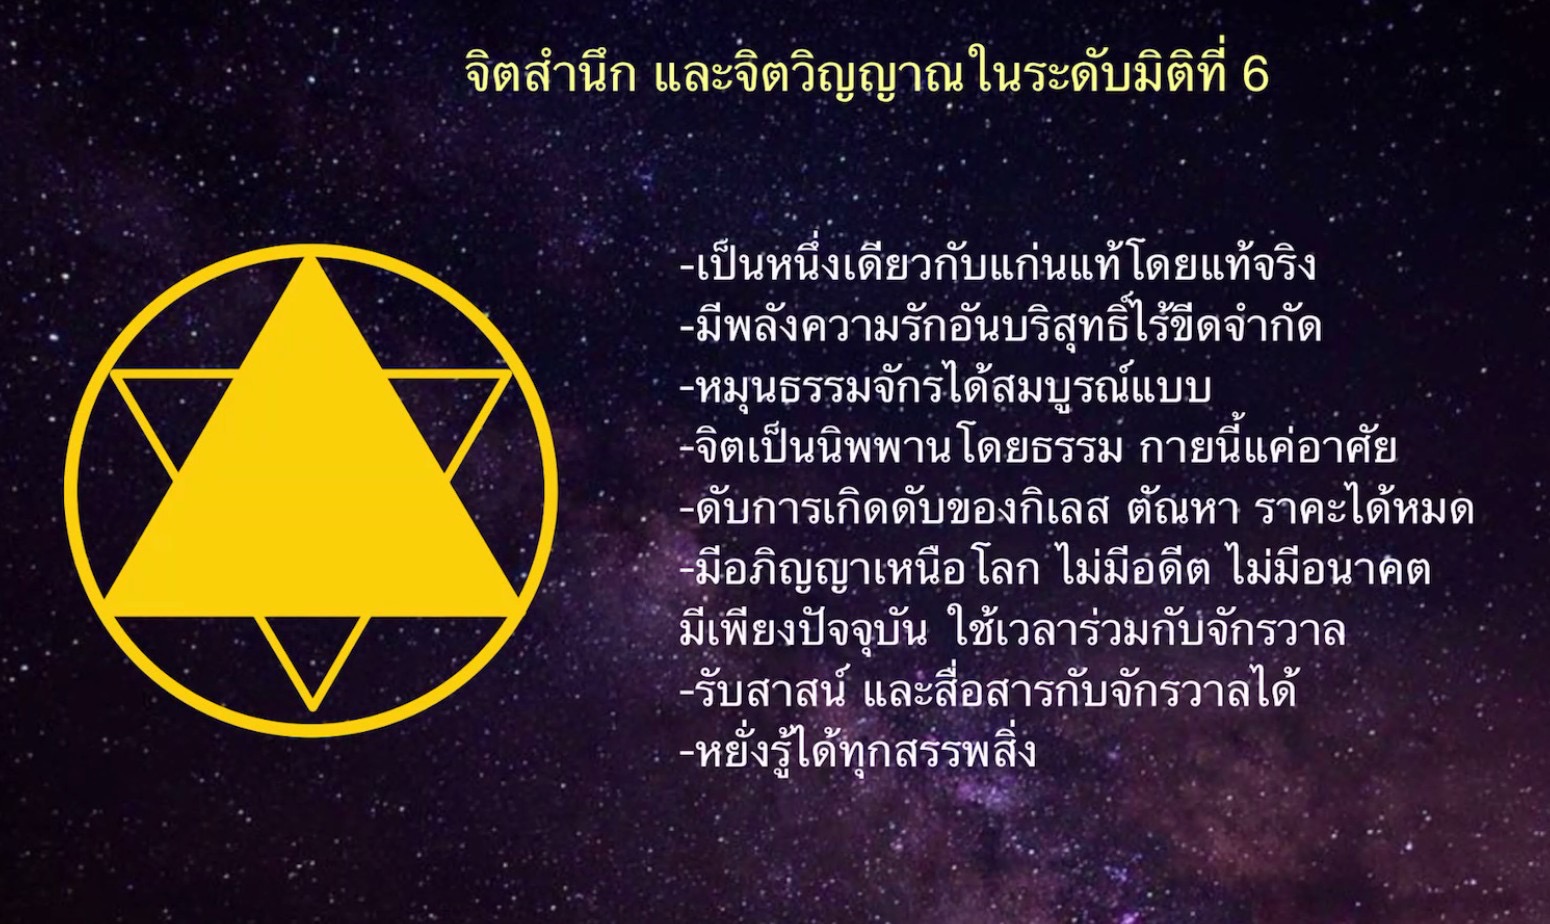 จิตสำนึก และจิตวิญญาณในระดับมิติที่ 6
-เป็นหนึ่งเดียวกับแก่นแท้โดยแท้จริง
-มีพลังความรักอันบริสุทธิ์ไร้ขีดจำกัด
-หมุนธรรมจักรได้สมบูรณ์แบบ
-จิตเป็นนิพพานโดยธรรม กายนี้แค่อาศัย
-ดับการเกิดดับของกิเลส ตัณหา ราคะได้หมด
-มีอภิญญาเหนือโลก ไม่มีอดีต ไม่มีอนาคต
มีเพียงปัจจุบัน ใช้เวลาร่วมกับจักรวาล
-รับสาสน์ และสื่อสารกับจักรวาลได้
-หยั่งรู้ได้ทุกสรรพสิ่ง